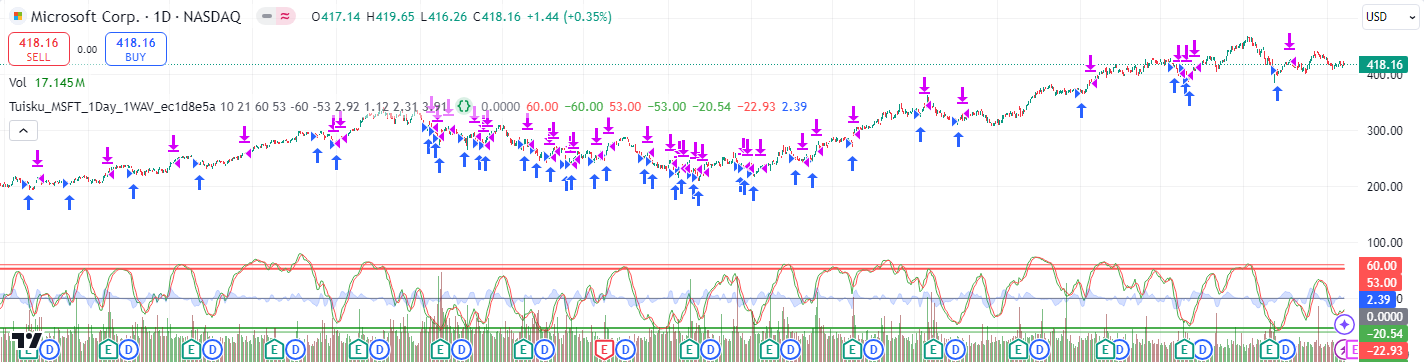 Microsoft Corp. · 1D · NASDAQ O417.14 H419.65 L416.26 C418.16 +1.44 (+0.35%)
USD
418.16 SELL 0.00 418.16 BUY
418.16
400.00
Vol 17.145M
Tuisku_MSFT_1Day_1WAV_ec1d8e5a 10 21 60 53 -60 -53 2.92 1.12 2.31 3.91 0.0000 60.00 −60.00 53.00 −53.00 −20.54 −22.93 2.39
300.00
200.00
100.00
60.00
53.00
2.39
0.0000
−20.54
−22.93
E D E D E D E D E D E D E D E D E D E D E D E D E D E D E D E D E